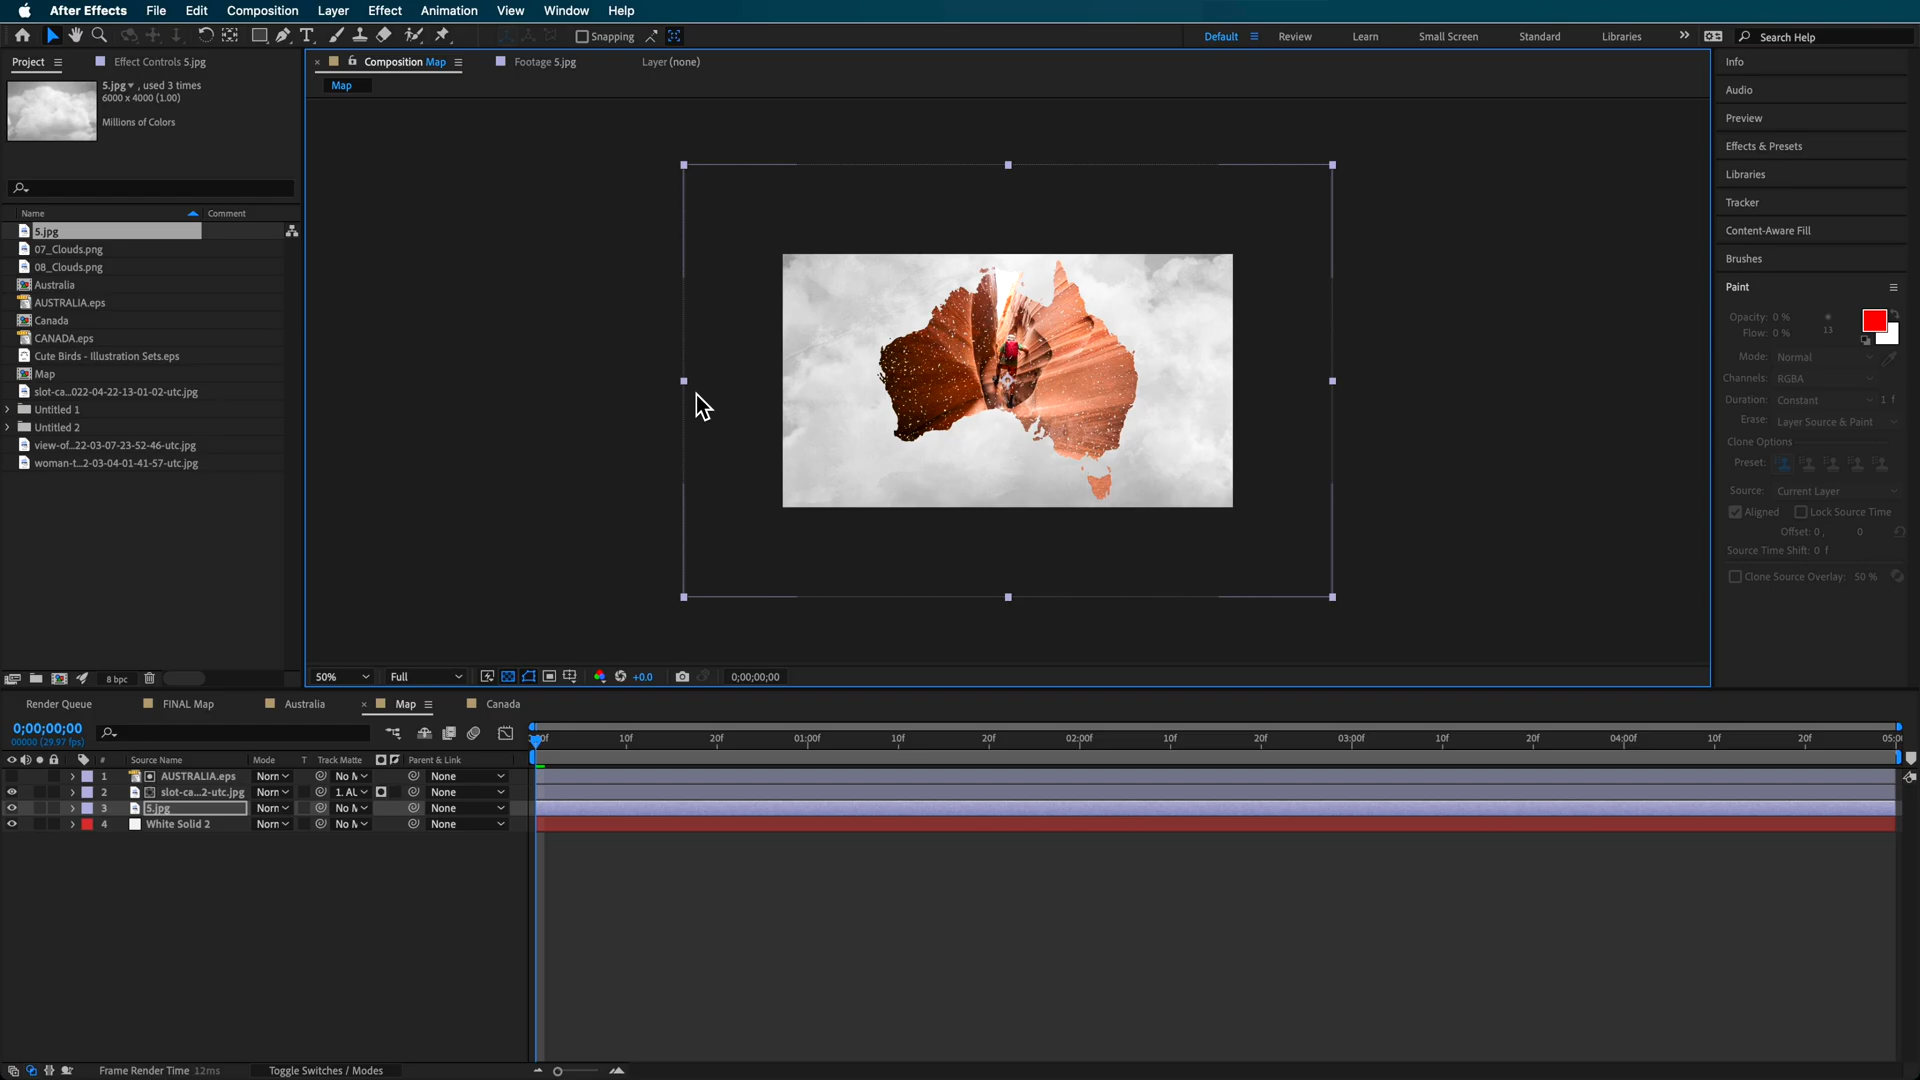 After Effects File Edit Composition Layer Effect Animation View Window Help
Snapping Default Review Learn Small Screen Standard Libraries Search Help
Project Effect Controls 5.jpg Composition Map Footage 5.jpg Layer (none) Info
5.jpg , used 3 times
6000 x 4000 (1.00)
Map
Audio
Millions of Colors
Preview
Effects & Presets
Libraries
Tracker
Content-Aware Fill
Brushes
Paint
Name Comment
5.jpg
07_Clouds.png
08_Clouds.png
Australia
AUSTRALIA.eps
Canada
CANADA.eps
Cute Birds - Illustration Sets.eps
Map
slot-ca...022-04-22-13-01-02-utc.jpg
Untitled 1
Untitled 2
view-of...22-03-07-23-52-46-utc.jpg
woman-t...2-03-04-01-41-57-utc.jpg
Opacity: 0 %
Flow: 0 % 13
Mode: Normal
Channels: RGBA
Duration: Constant 1 f
Erase: Layer Source & Paint
Clone Options
Preset:
Source: Current Layer
Aligned Lock Source Time
Offset: 0 , 0
Source Time Shift: 0 f
Clone Source Overlay: 50 %
8 bpc 50% Full +0.0 0;00;00;00
Render Queue FINAL Map Australia Map Canada
0;00;00;00
00000 (29.97 fps)
10f 20f 01:00f 10f 20f 02:00f 10f 20f 03:00f 10f 20f 04:00f 10f 20f
# Source Name Mode T Track Matte Parent & Link
1 AUSTRALIA.eps Norn No M None
2 slot-ca...2-utc.jpg Norn 1. AU None
3 5.jpg Norn No M None
4 White Solid 2 Norn No M None
Frame Render Time 12ms Toggle Switches / Modes